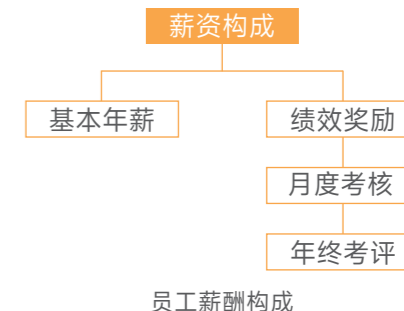 薪资构成
基本年薪
绩效奖励
月度考核
年终考评
员工薪酬构成